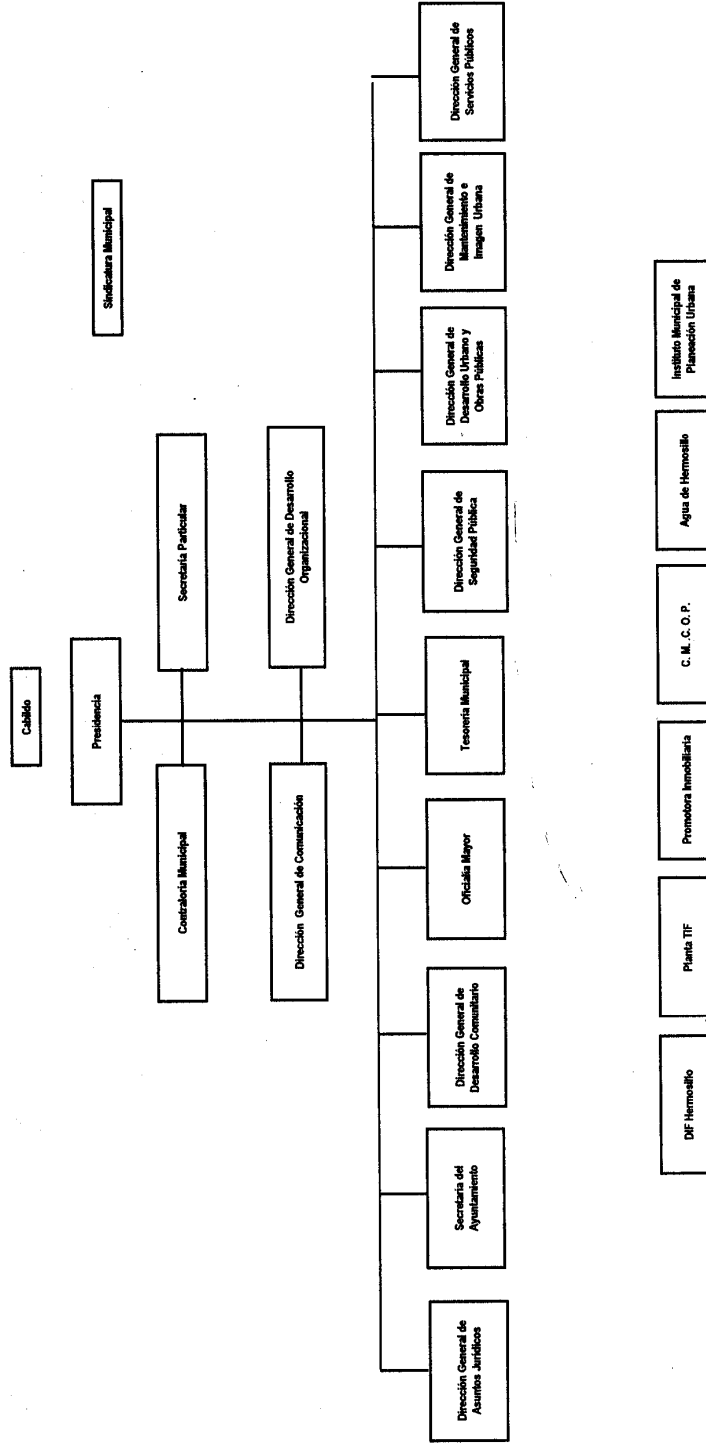 Cabildo
Presidencia
Sindicatura Municipal
Contraloría Municipal
Secretaría Particular
Dirección General de Comunicación
Dirección General de Desarrollo
Organizacional
Dirección General de
Asuntos Jurídicos
Secretaría del
Ayuntamiento
Dirección General de
Desarrollo Comunitario
Oficialía Mayor
Tesorería Municipal
Dirección General de
Seguridad Pública
Dirección General de
Desarrollo Urbano y
Obras Públicas
Dirección General de
Mantenimiento e
Imagen Urbana
Dirección General de
Servicios Públicos
DIF Hermosillo
Planta TIF
Promotora Inmobiliaria
C. M. .C. O. P.
Agua de Hermosillo
Instituto Municipal de
Planeación Urbana